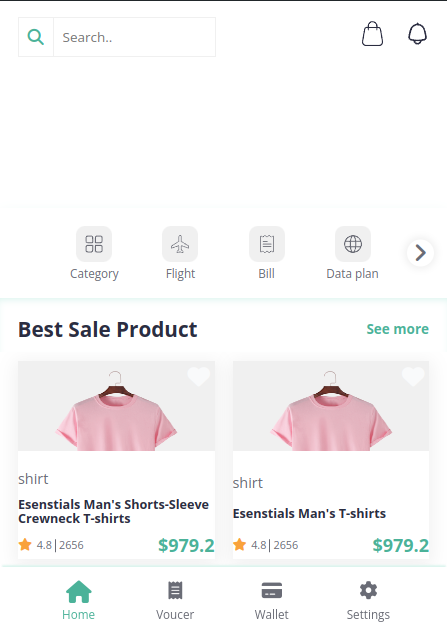 Search..
Category
Flight
Bill
Data plan
Best Sale Product
See more
shirt
Esenstials Man's Shorts-Sleeve
Crewneck T-shirts
4.8|2656
$979.2
shirt
Esenstials Man's T-shirts
4.8|2656
$979.2
Home
Voucer
Wallet
Settings